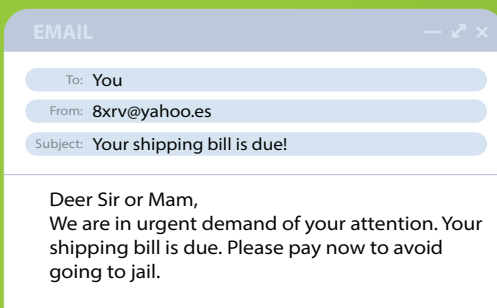 EMAIL
To: You
From: 8xrv@yahoo.es
Subject: Your shipping bill is due!
Deer Sir or Mam,
We are in urgent demand of your attention. Your
shipping bill is due. Please pay now to avoid
going to jail.